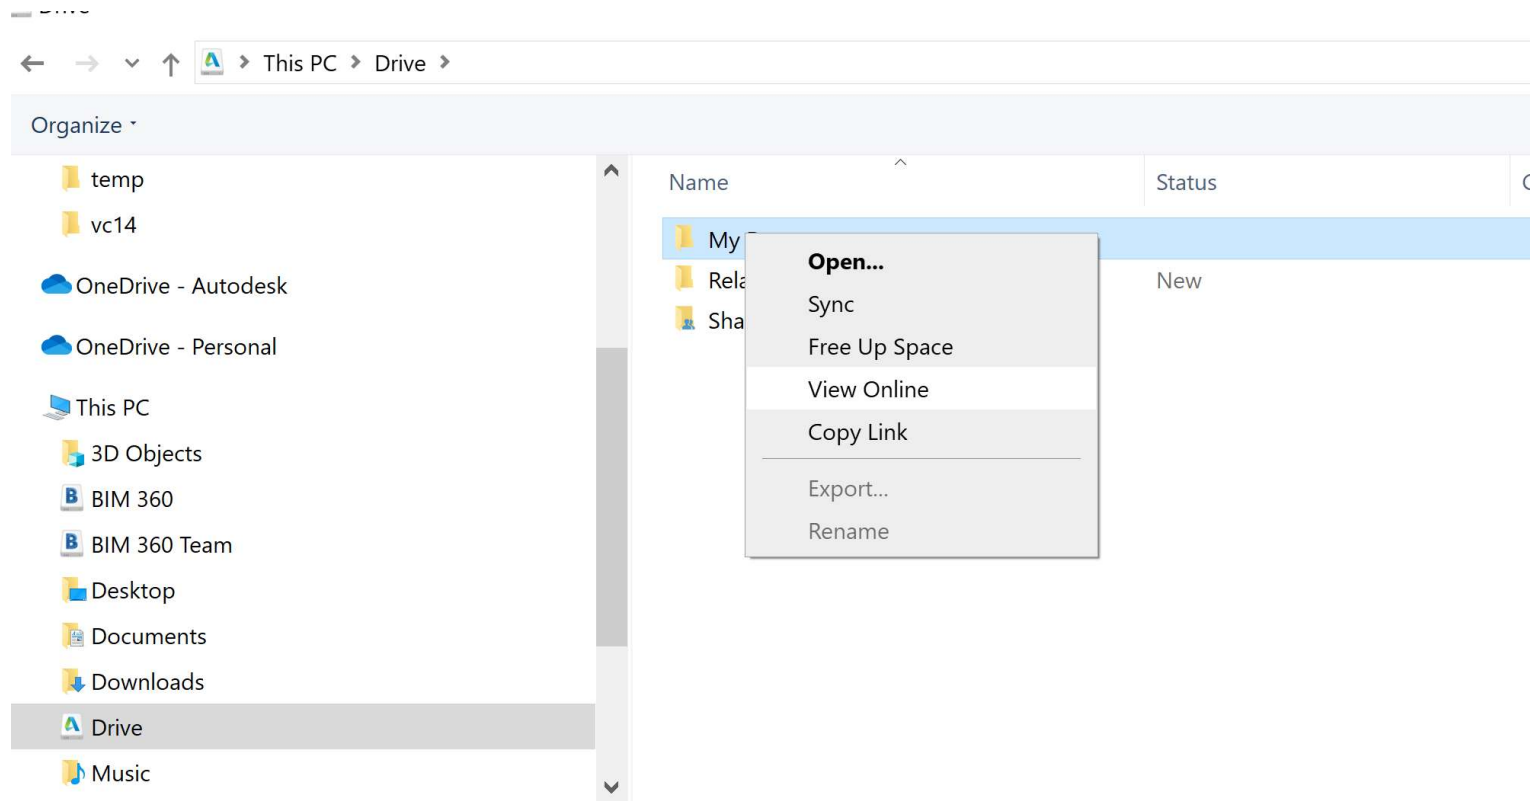 Drive
This PC > Drive >
Organize
temp
vc14
OneDrive - Autodesk
OneDrive - Personal
This PC
3D Objects
BIM 360
BIM 360 Team
Desktop
Documents
Downloads
Drive
Music
Name Status
My
Rela
New
Sha
Open...
Sync
Free Up Space
View Online
Copy Link
Export...
Rename